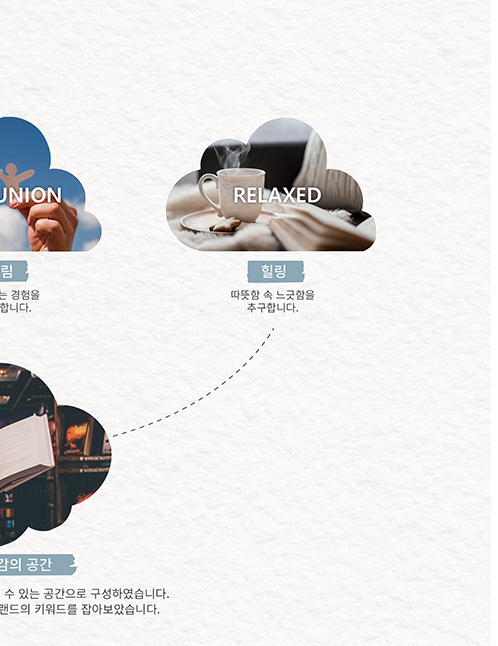 UNION
RELAXED
림
힐링
는 경험을
합니다.
따뜻함 속 느긋함을
추구합니다.
감의 공간
수 있는 공간으로 구성하였습니다.
랜드의 키워드를 잡아보았습니다.